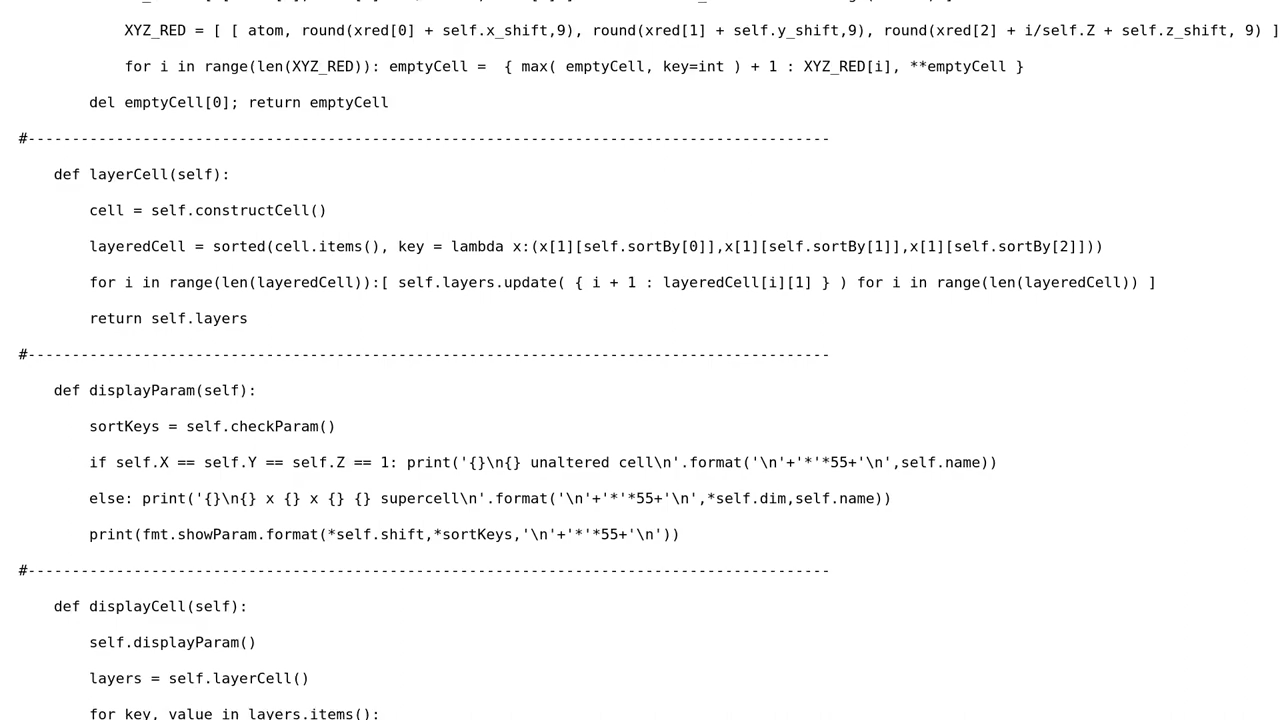 XYZ_RED = [ [ atom, round(xred[0] + self.x_shift,9), round(xred[1] + self.y_shift,9), round(xred[2] + i/self.Z + self.z_shift, 9) ]
for i in range(len(XYZ_RED)): emptyCell =  { max( emptyCell, key=int ) + 1 : XYZ_RED[i], **emptyCell }
del emptyCell[0]; return emptyCell
#-------------------------------------------------------------------------------------------
def layerCell(self):
cell = self.constructCell()
layeredCell = sorted(cell.items(), key = lambda x:(x[1][self.sortBy[0]],x[1][self.sortBy[1]],x[1][self.sortBy[2]]))
for i in range(len(layeredCell)):[ self.layers.update( { i + 1 : layeredCell[i][1] } ) for i in range(len(layeredCell)) ]
return self.layers
#-------------------------------------------------------------------------------------------
def displayParam(self):
sortKeys = self.checkParam()
if self.X == self.Y == self.Z == 1: print('{}\n{} unaltered cell\n'.format('\n'+'*'*55+'\n',self.name))
else: print('{}\n{} x {} x {} {} supercell\n'.format('\n'+'*'*55+'\n',*self.dim,self.name))
print(fmt.showParam.format(*self.shift,*sortKeys,'\n'+'*'*55+'\n'))
#-------------------------------------------------------------------------------------------
def displayCell(self):
self.displayParam()
layers = self.layerCell()
for key, value in layers.items():